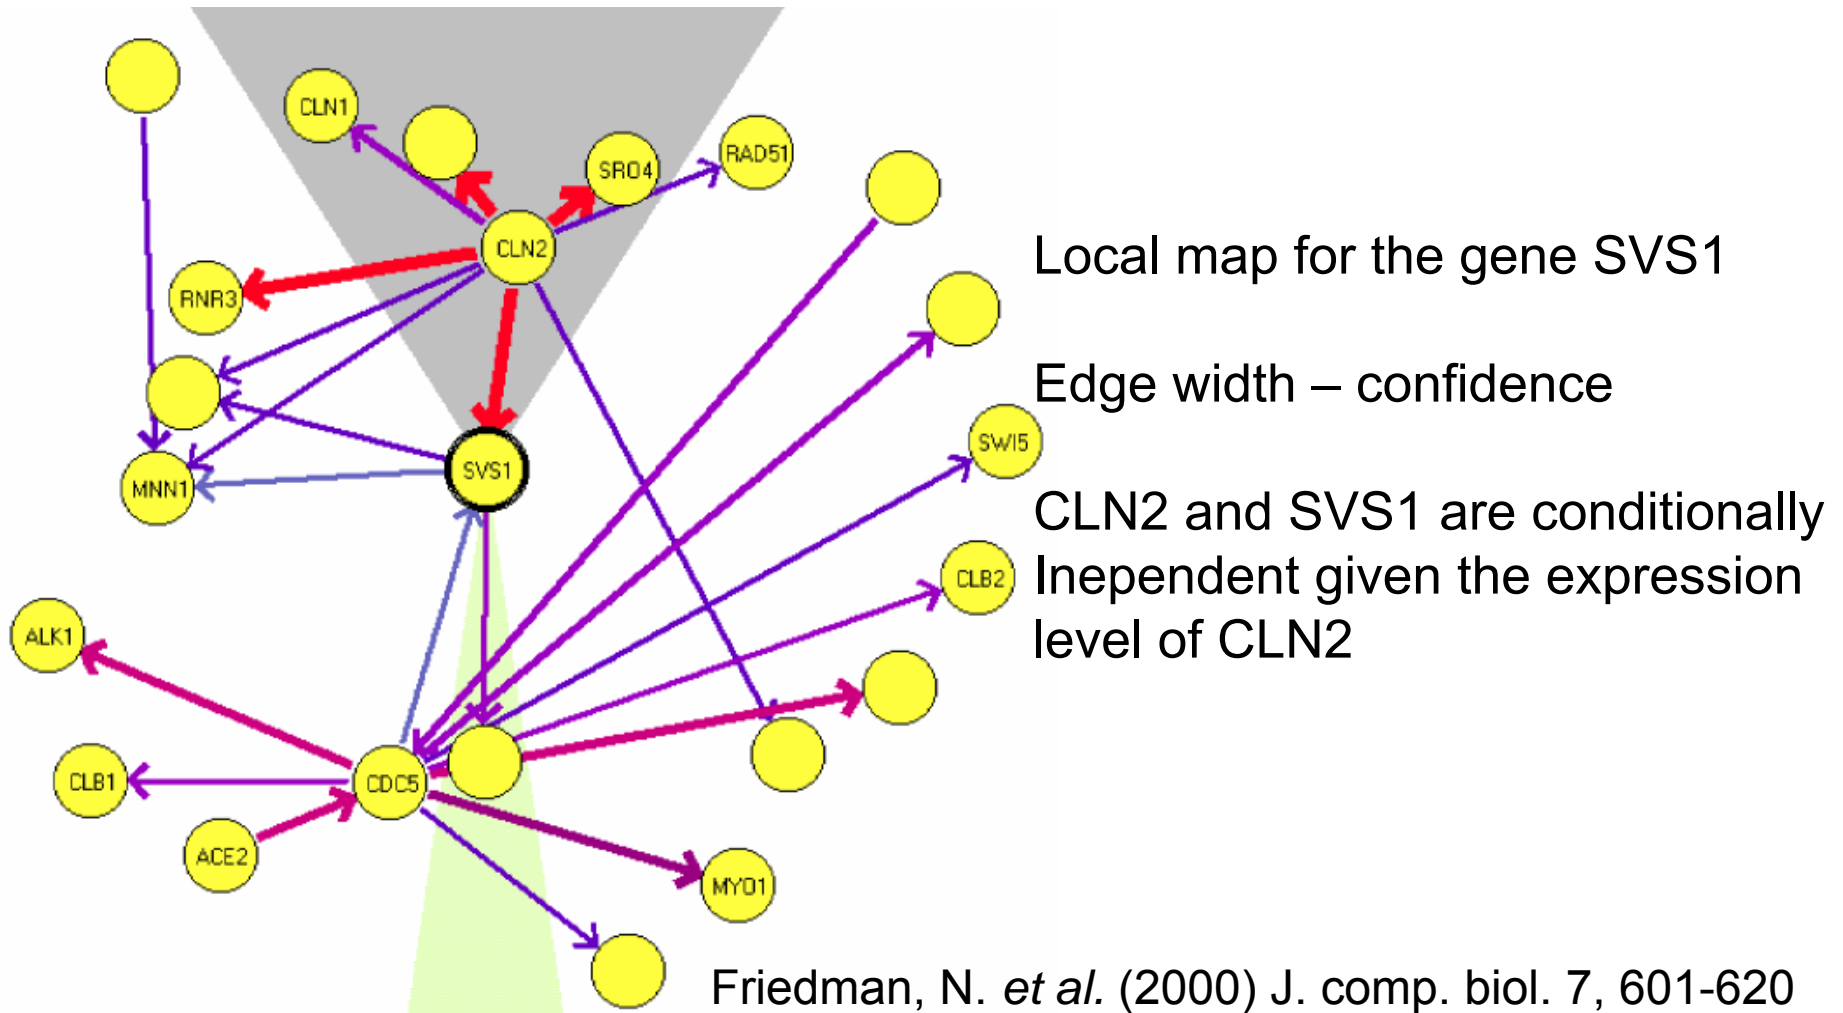 CLN1
SRO4
RAD51
CLN2
RNR3
SVS1
MNN1
SWI5
CLB2
ALK1
CLB1
CDC5
ACE2
MYO1
Local map for the gene SVS1
Edge width – confidence
CLN2 and SVS1 are conditionally
Inependent given the expression
level of CLN2
Friedman, N. et al. (2000) J. comp. biol. 7, 601-620